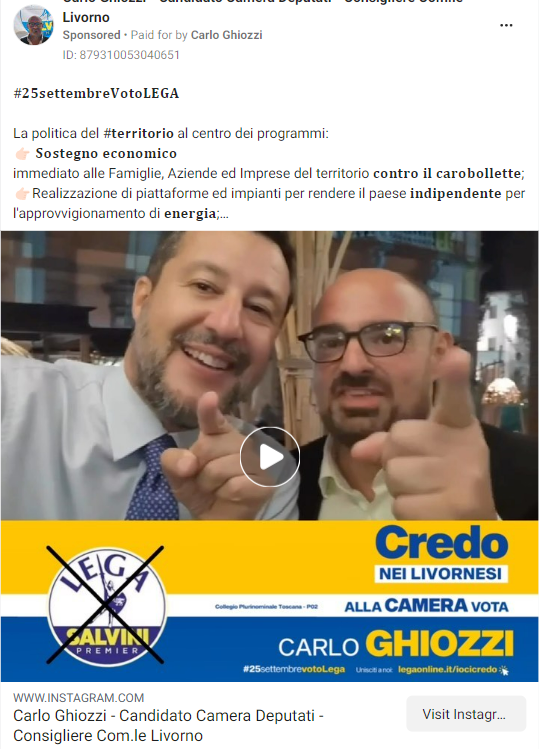 Carlo Ghiozzi - Candidato Camera Deputati - Consigliere Com.le
Livorno
Sponsored • Paid for by Carlo Ghiozzi
ID: 879310053040651
#25settembreVotoLEGA
La politica del #territorio al centro dei programmi:
👉🏻 Sostegno economico
immediato alle Famiglie, Aziende ed Imprese del territorio contro il carobollette;
👉🏻Realizzazione di piattaforme ed impianti per rendere il paese indipendente per
l'approvvigionamento di energia;...
Credo
NEI LIVORNESI
LEGA
SALVINI
PREMIER
Collegio Plurinominale Toscana - P02
ALLA CAMERA VOTA
CARLO GHIOZZI
#25settembrevotoLega Unisciti a noi: legaonline.it/iocicredo
WWW.INSTAGRAM.COM
Carlo Ghiozzi - Candidato Camera Deputati -
Consigliere Com.le Livorno
Visit Instagr...